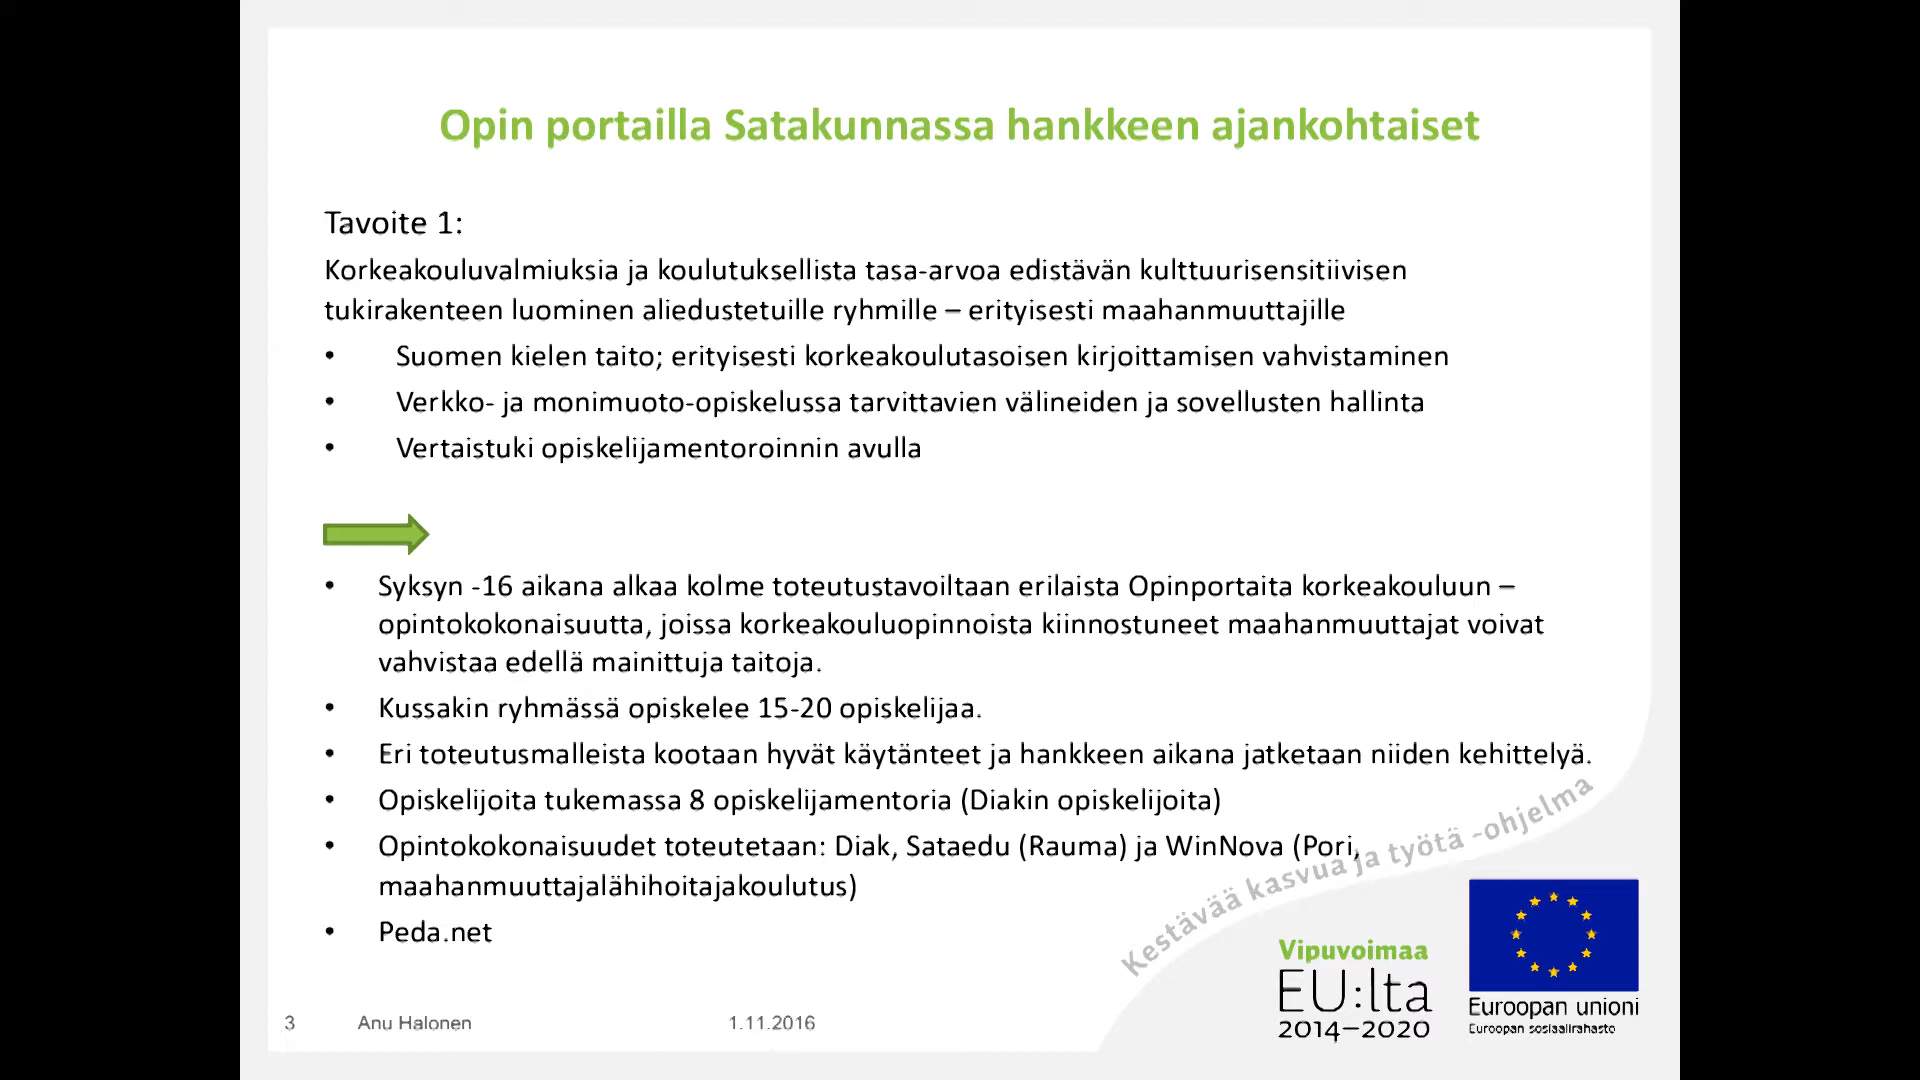 Opin portailla Satakunnassa hankkeen ajankohtaiset
Tavoite 1:
Korkeakouluvalmiuksia ja koulutuksellista tasa-arvoa edistävän kulttuurisensitiivisen
tukirakenteen luominen aliedustetuille ryhmille – erityisesti maahanmuuttajille
• Suomen kielen taito; erityisesti korkeakoulutasoisen kirjoittamisen vahvistaminen
• Verkko- ja monimuoto-opiskelussa tarvittavien välineiden ja sovellusten hallinta
• Vertaistuki opiskelijamentoroinnin avulla
• Syksyn -16 aikana alkaa kolme toteutustavoiltaan erilaista Opinportaita korkeakouluun –
opintokokonaisuutta, joissa korkeakouluopinnoista kiinnostuneet maahanmuuttajat voivat
vahvistaa edellä mainittuja taitoja.
• Kussakin ryhmässä opiskelee 15-20 opiskelijaa.
• Eri toteutusmalleista kootaan hyvät käytänteet ja hankkeen aikana jatketaan niiden kehittelyä.
• Opiskelijoita tukemassa 8 opiskelijamentoria (Diakin opiskelijoita)
• Opintokokonaisuudet toteutetaan: Diak, Sataedu (Rauma) ja WinNova (Pori,
maahanmuuttajalähihoitajakoulutus)
• Peda.net
Kestävää kasvua ja työtä -ohjelma
Vipuvoimaa
EU:lta
2014–2020
Euroopan unioni
Euroopan sosiaalirahasto
3 Anu Halonen 1.11.2016